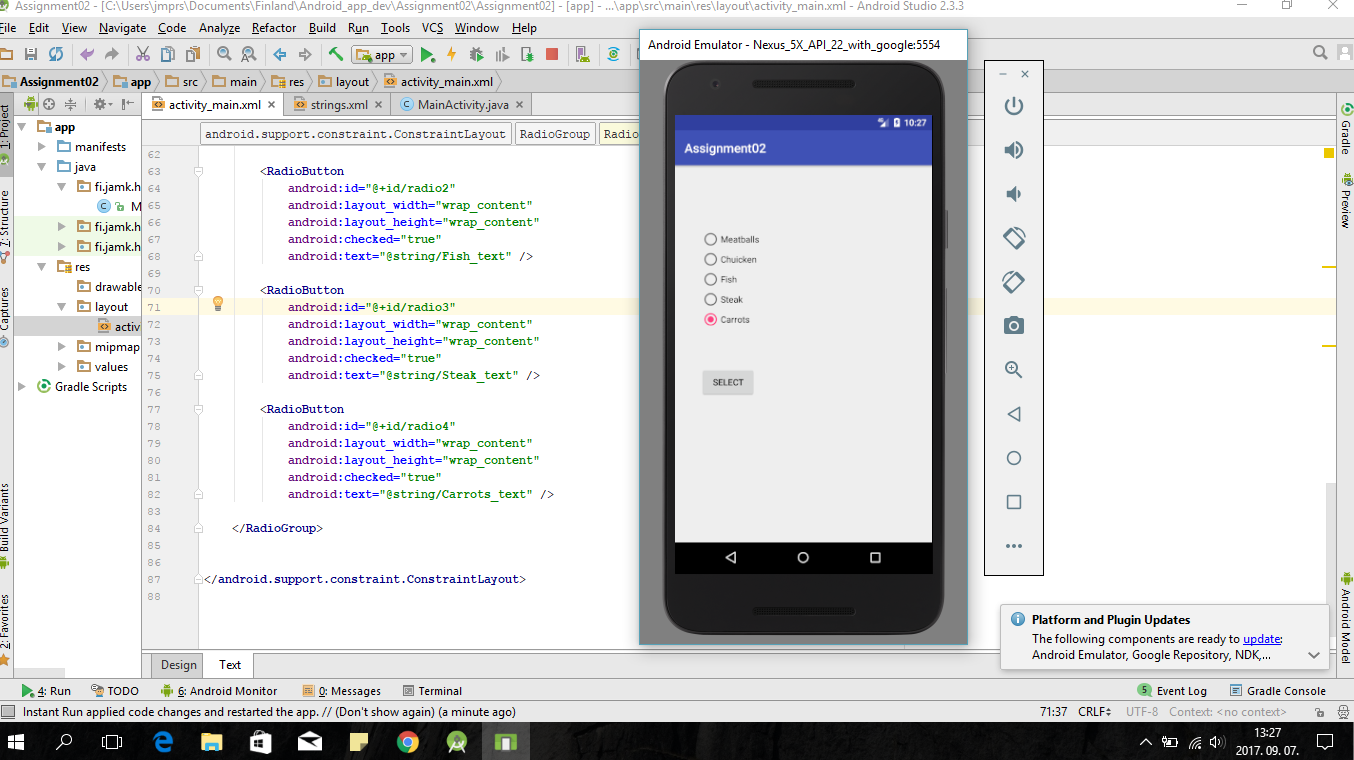 Assignment02 - [C:\Users\jmprs\Documents\Finland\Android_app_dev\Assignment02\Assignment02] - [app] - ...\app\src\main\res\layout\activity_main.xml - Android Studio 2.3.3
File Edit View Navigate Code Analyze Refactor Build Run Tools VCS Window Help
app
Assignment02 app src main res layout activity_main.xml
activity_main.xml strings.xml MainActivity.java
android.support.constraint.ConstraintLayout RadioGroup Radio
1: Project
7: Structure
Captures
Build Variants
2: Favorites
app
manifests
java
fi.jamk.h
M
fi.jamk.h
fi.jamk.h
res
drawable
layout
activ
mipmap
values
Gradle Scripts
62
63 <RadioButton
64 android:id="@+id/radio2"
65 android:layout_width="wrap_content"
66 android:layout_height="wrap_content"
67 android:checked="true"
68 android:text="@string/Fish_text" />
69
70 <RadioButton
71 android:id="@+id/radio3"
72 android:layout_width="wrap_content"
73 android:layout_height="wrap_content"
74 android:checked="true"
75 android:text="@string/Steak_text" />
76
77 <RadioButton
78 android:id="@+id/radio4"
79 android:layout_width="wrap_content"
80 android:layout_height="wrap_content"
81 android:checked="true"
82 android:text="@string/Carrots_text" />
83
84 </RadioGroup>
85
86
87 </android.support.constraint.ConstraintLayout>
88
Design Text
Android Emulator - Nexus_5X_API_22_with_google:5554
10:27
Assignment02
Meatballs
Chuicken
Fish
Steak
Carrots
SELECT
Gradle
Preview
Android Model
Platform and Plugin Updates
The following components are ready to update:
Android Emulator, Google Repository, NDK,...
4: Run TODO 6: Android Monitor 0: Messages Terminal 5 Event Log Gradle Console
Instant Run applied code changes and restarted the app. // (Don't show again) (a minute ago) 71:37 CRLF UTF-8 Context: <no context>
13:27
2017. 09. 07.